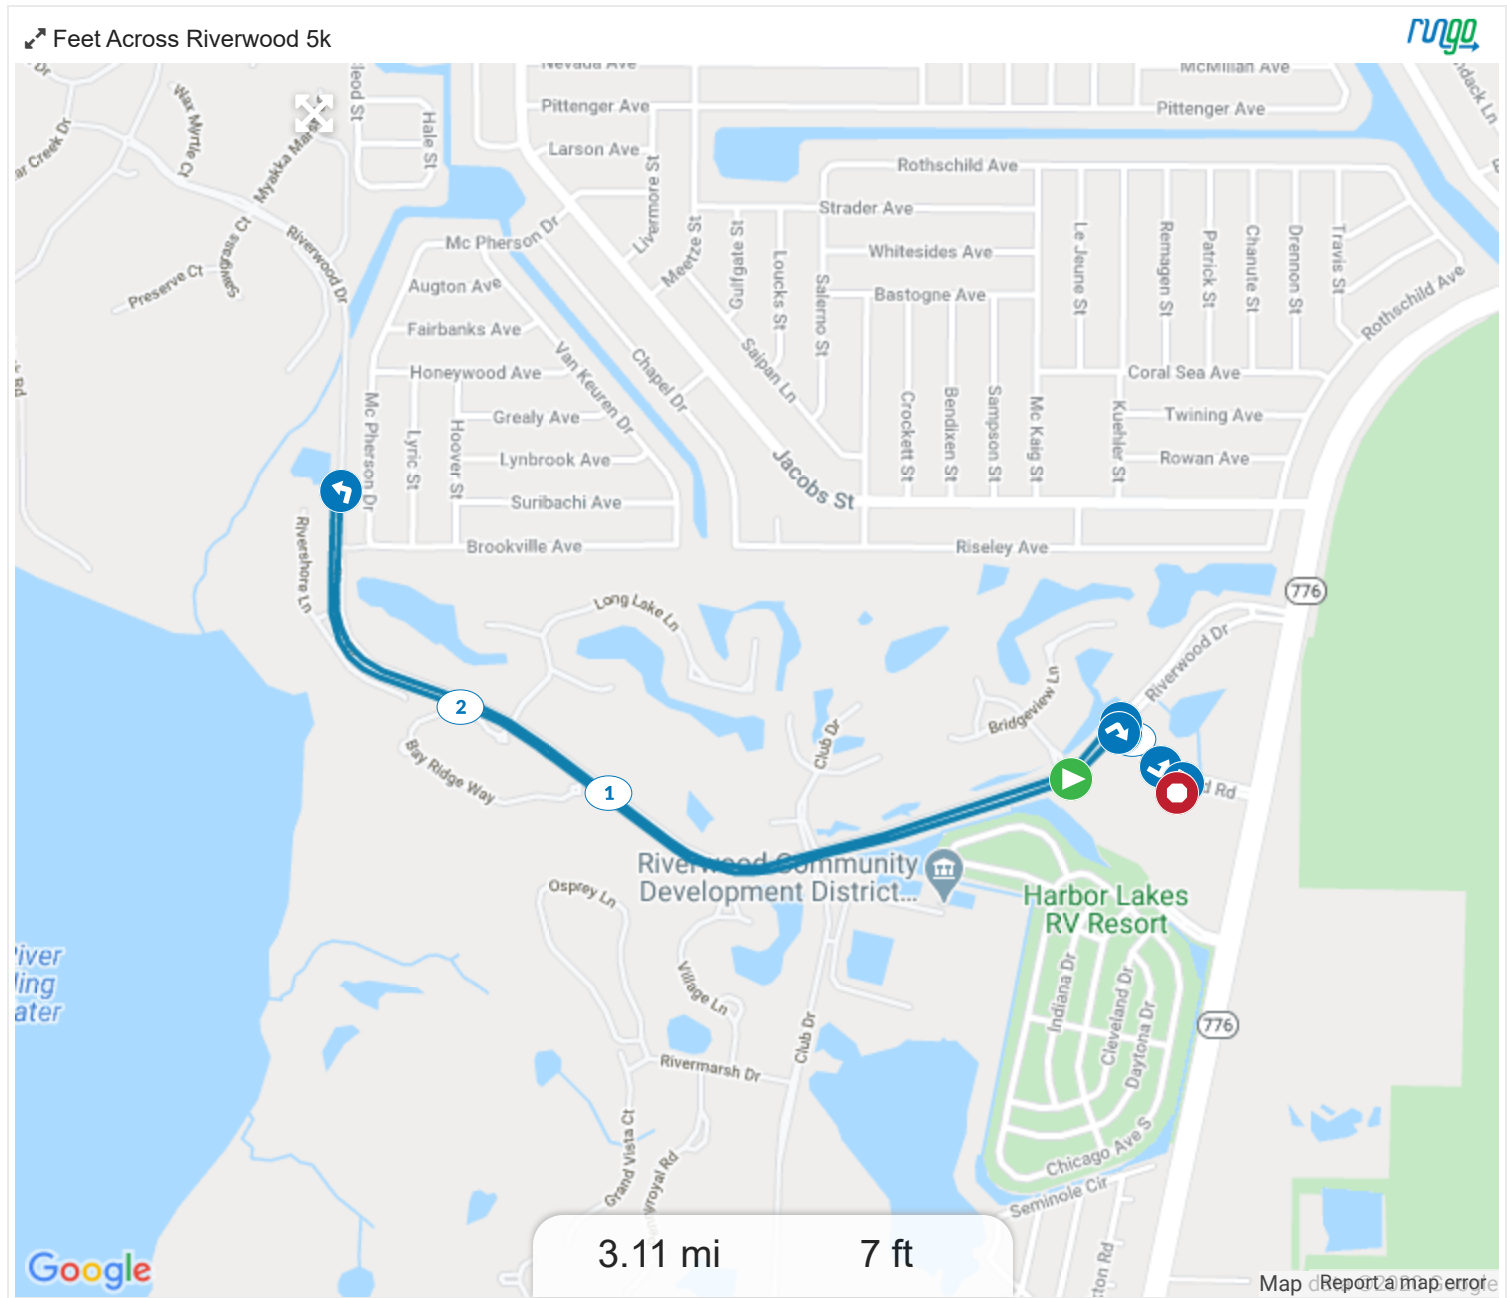 Feet Across Riverwood 5k
rungo
Nevada Ave
McMillan Ave
Pittenger Ave
Pittenger Ave
Wax Myrtle Ct
Hale St
Larson Ave
Livermore St
Rothschild Ave
Strader Ave
Mc Pherson Dr
Meetze St
Gulfgate St
Loucks St
Whitesides Ave
Le Jeune St
Remagen St
Patrick St
Chanute St
Drennon St
Travis St
Sawgrass Ct
Riverwood Dr
Preserve Ct
Augton Ave
Salerno St
Bastogne Ave
Rothschild Ave
Fairbanks Ave
Van Keuren Dr
Chapel Dr
Saipan Ln
Honeywood Ave
Coral Sea Ave
Mc Pherson Dr
Lyric St
Hoover St
Grealy Ave
Crockett St
Bendixen St
Sampson St
Mc Kaig St
Kuehler St
Twining Ave
Lynbrook Ave
Rowan Ave
Jacobs St
Suribachi Ave
Brookville Ave
Riseley Ave
Rivershore Ln
776
Long Lake Ln
Riverwood Dr
Bridgeview Ln
2
Club Dr
Bay Ridge Way
1
d Rd
Riverwood Community
Development District...
Harbor Lakes
RV Resort
Osprey Ln
Village Ln
Indiana Dr
Cleveland Dr
Daytona Dr
776
Club Dr
Rivermarsh Dr
Grand Vista Ct
Chicago Ave S
Seminole Cir
3.11 mi
7 ft
Google
Map
Report a map error